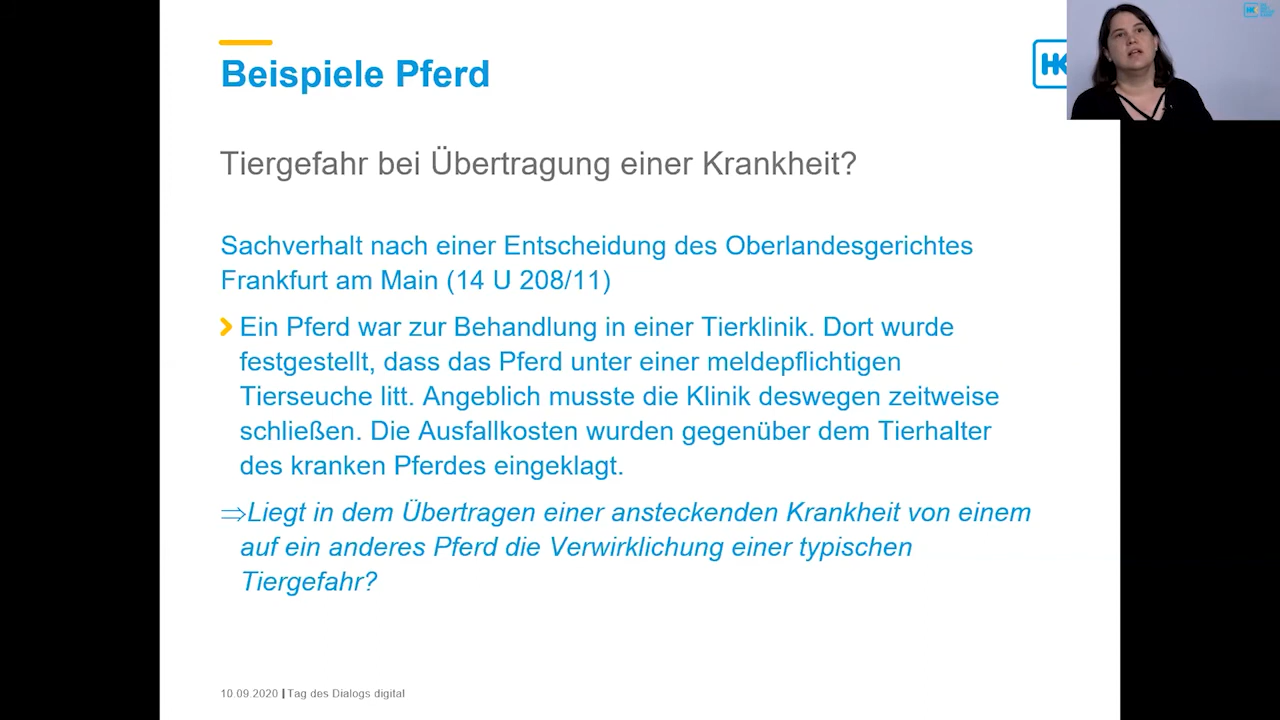 Beispiele Pferd
HK
Tiergefahr bei Übertragung einer Krankheit?
Sachverhalt nach einer Entscheidung des Oberlandesgerichtes
Frankfurt am Main (14 U 208/11)
Ein Pferd war zur Behandlung in einer Tierklinik. Dort wurde
festgestellt, dass das Pferd unter einer meldepflichtigen
Tierseuche litt. Angeblich musste die Klinik deswegen zeitweise
schließen. Die Ausfallkosten wurden gegenüber dem Tierhalter
des kranken Pferdes eingeklagt.
⇒Liegt in dem Übertragen einer ansteckenden Krankheit von einem
auf ein anderes Pferd die Verwirklichung einer typischen
Tiergefahr?
10.09.2020 | Tag des Dialogs digital